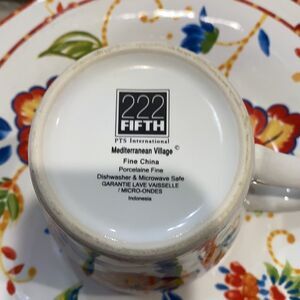 222
FIFTH
PTS International
Mediterranean Village ©
Fine China
Porcelaine Fine
Dishwasher & Microwave Safe
GARANTIE LAVE VAISSELLE
/ MICRO-ONDES
Indonesia